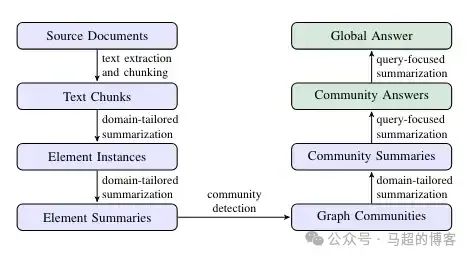 Source Documents
text extraction
and chunking
Text Chunks
domain-tailored
summarization
Element Instances
domain-tailored
summarization
Element Summaries
community
detection
Graph Communities
domain-tailored
summarization
Community Summaries
query-focused
summarization
Community Answers
query-focused
summarization
Global Answer
公众号 · 马超的博客